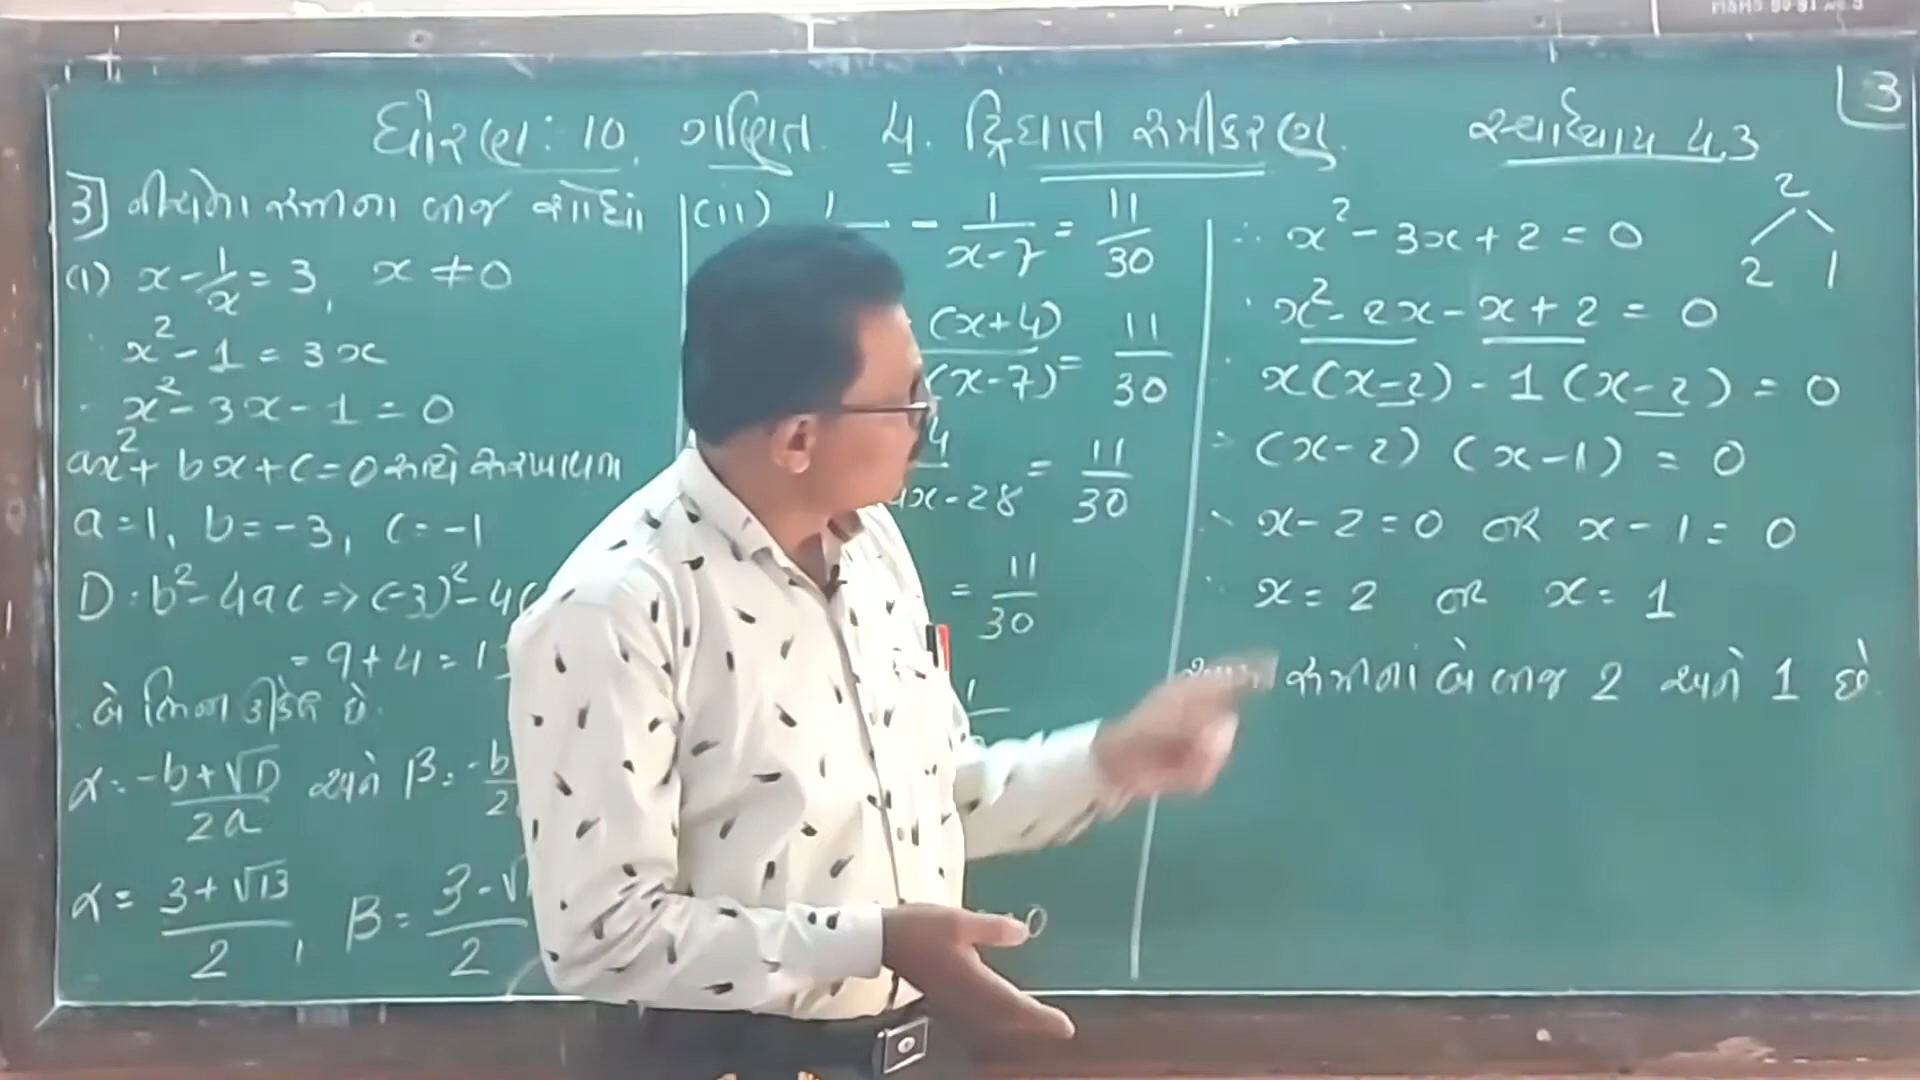 ધોરણ: 10. ગણિત. 4. દ્વિઘાત સમીકરણ. સ્વાધ્યાય 4.3
3
3] નીચેના સમીના બીજ શોધો
(i) x - 1/x = 3, x ≠ 0
x² - 1 = 3x
x² - 3x - 1 = 0
ax² + bx + c = 0 સાથે સરખાવતા
a = 1, b = -3, c = -1
D = b² - 4ac => (-3)² - 4(
= 9 + 4 = 1
બે ભિન્ન છે.
α = -b + √D / 2a અને β = -b / 2
α = 3 + √13 / 2, β = 3 - √ / 2
(ii) 1 / - 1 / x - 7 = 11 / 30
(x + 4) / (x - 7) = 11 / 30
4x - 28 = 11 / 30
= 11 / 30
= 0
∴ x² - 3x + 2 = 0
2
2 1
∴ x² - 2x - x + 2 = 0
∴ x(x - 2) - 1(x - 2) = 0
∴ (x - 2) (x - 1) = 0
∴ x - 2 = 0 OR x - 1 = 0
∴ x = 2 OR x = 1
સમીનાં બે બીજ 2 અને 1 છે.